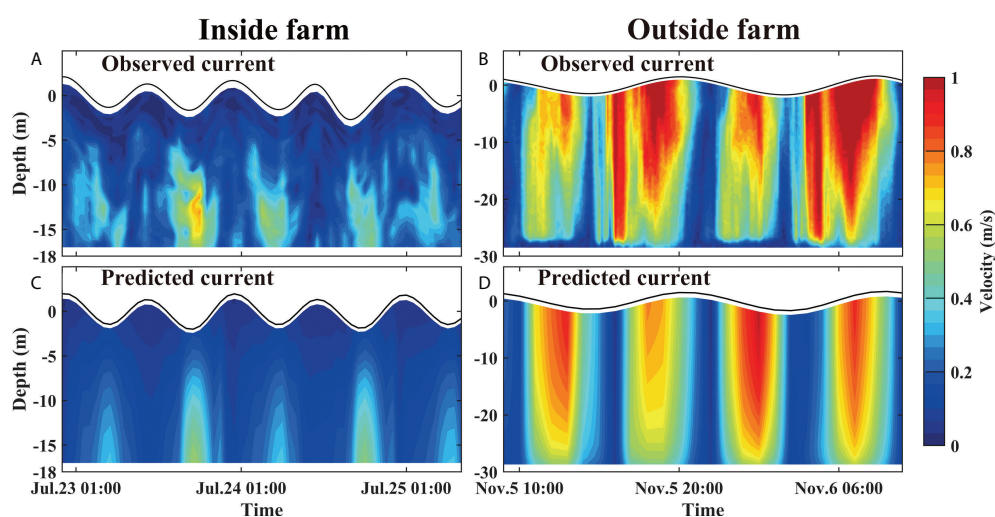 Inside farm
Outside farm
A
Observed current
B
Observed current
Depth (m)
0
-5
-10
-15
-18
0
-10
-20
-30
C
Predicted current
D
Predicted current
Depth (m)
0
-5
-10
-15
-18
0
-10
-20
-30
Jul.23 01:00
Jul.24 01:00
Jul.25 01:00
Time
Nov.5 10:00
Nov.5 20:00
Nov.6 06:00
Time
1
0.8
0.6
0.4
0.2
0
Velocity (m/s)